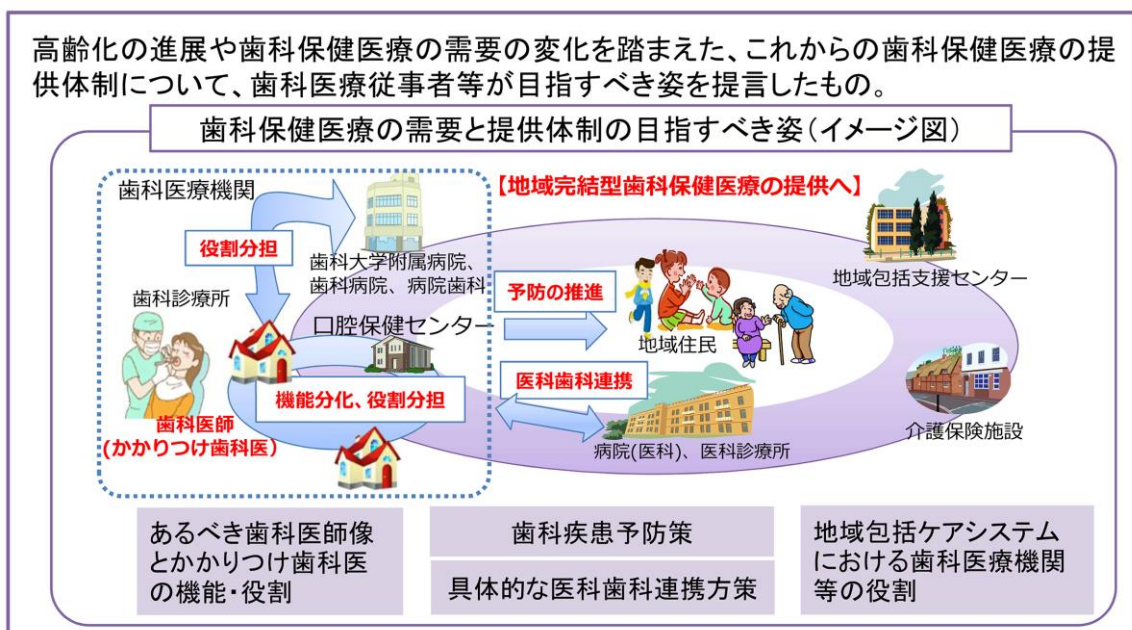 高齢化の進展や歯科保健医療の需要の変化を踏まえた、これからの歯科保健医療の提
供体制について、歯科医療従事者等が目指すべき姿を提言したもの。
歯科保健医療の需要と提供体制の目指すべき姿(イメージ図)
歯科医療機関
【地域完結型歯科保健医療の提供へ】
役割分担
歯科大学附属病院、
歯科病院、病院歯科
地域包括支援センター
歯科診療所
口腔保健センター
予防の推進
地域住民
医科歯科連携
機能分化、役割分担
歯科医師
(かかりつけ歯科医)
病院(医科)、医科診療所
介護保険施設
あるべき歯科医師像
とかかりつけ歯科医
の機能・役割
歯科疾患予防策
具体的な医科歯科連携方策
地域包括ケアシステム
における歯科医療機関
等の役割